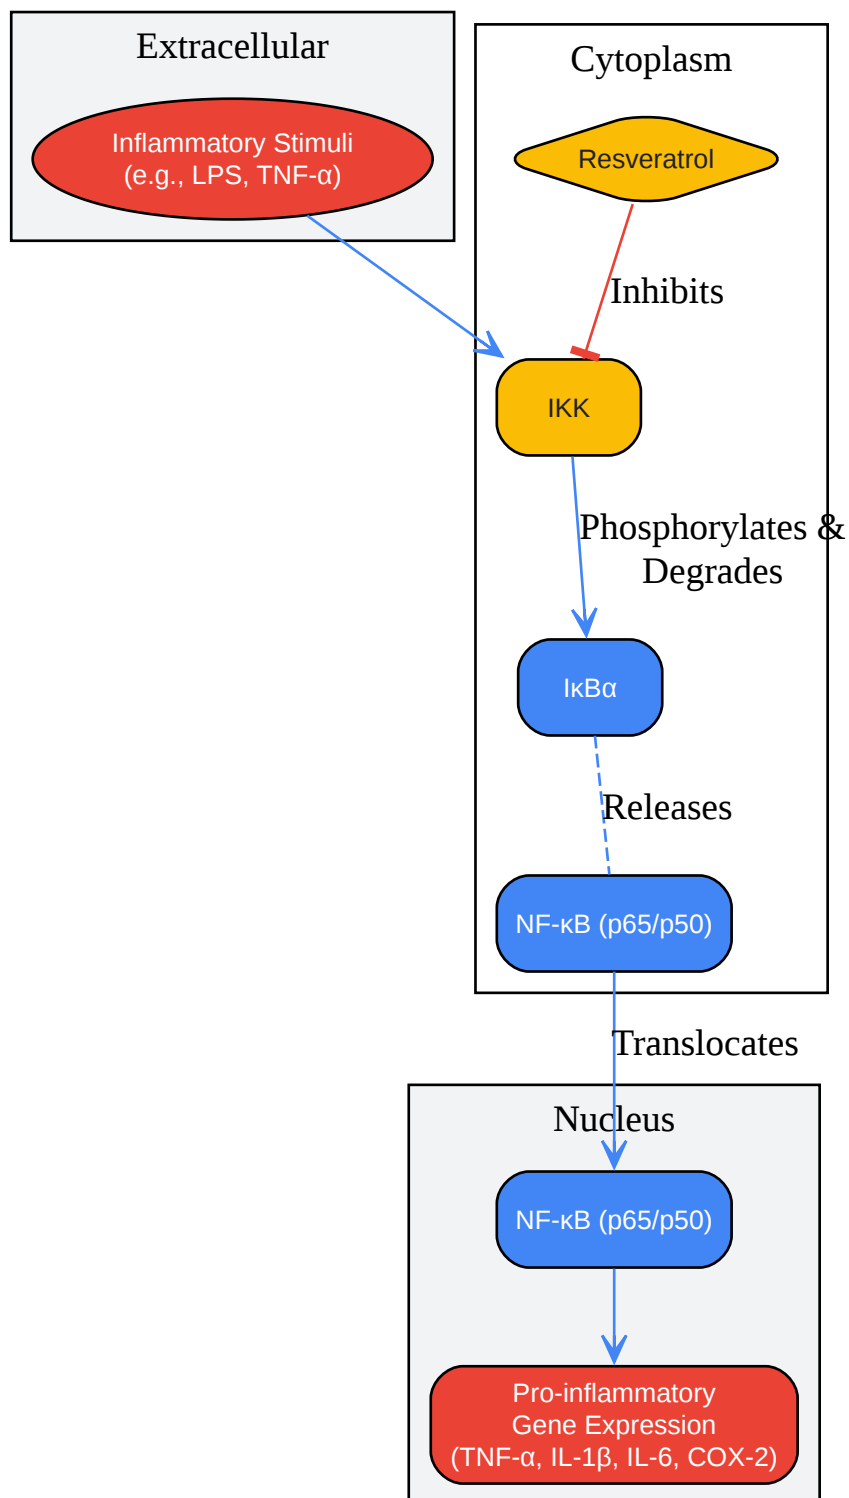 Extracellular
Inflammatory Stimuli
(e.g., LPS, TNF-α)
Cytoplasm
Resveratrol
Inhibits
IKK
Phosphorylates &
Degrades
IκBα
Releases
NF-κB (p65/p50)
Translocates
Nucleus
NF-κB (p65/p50)
Pro-inflammatory
Gene Expression
(TNF-α, IL-1β, IL-6, COX-2)